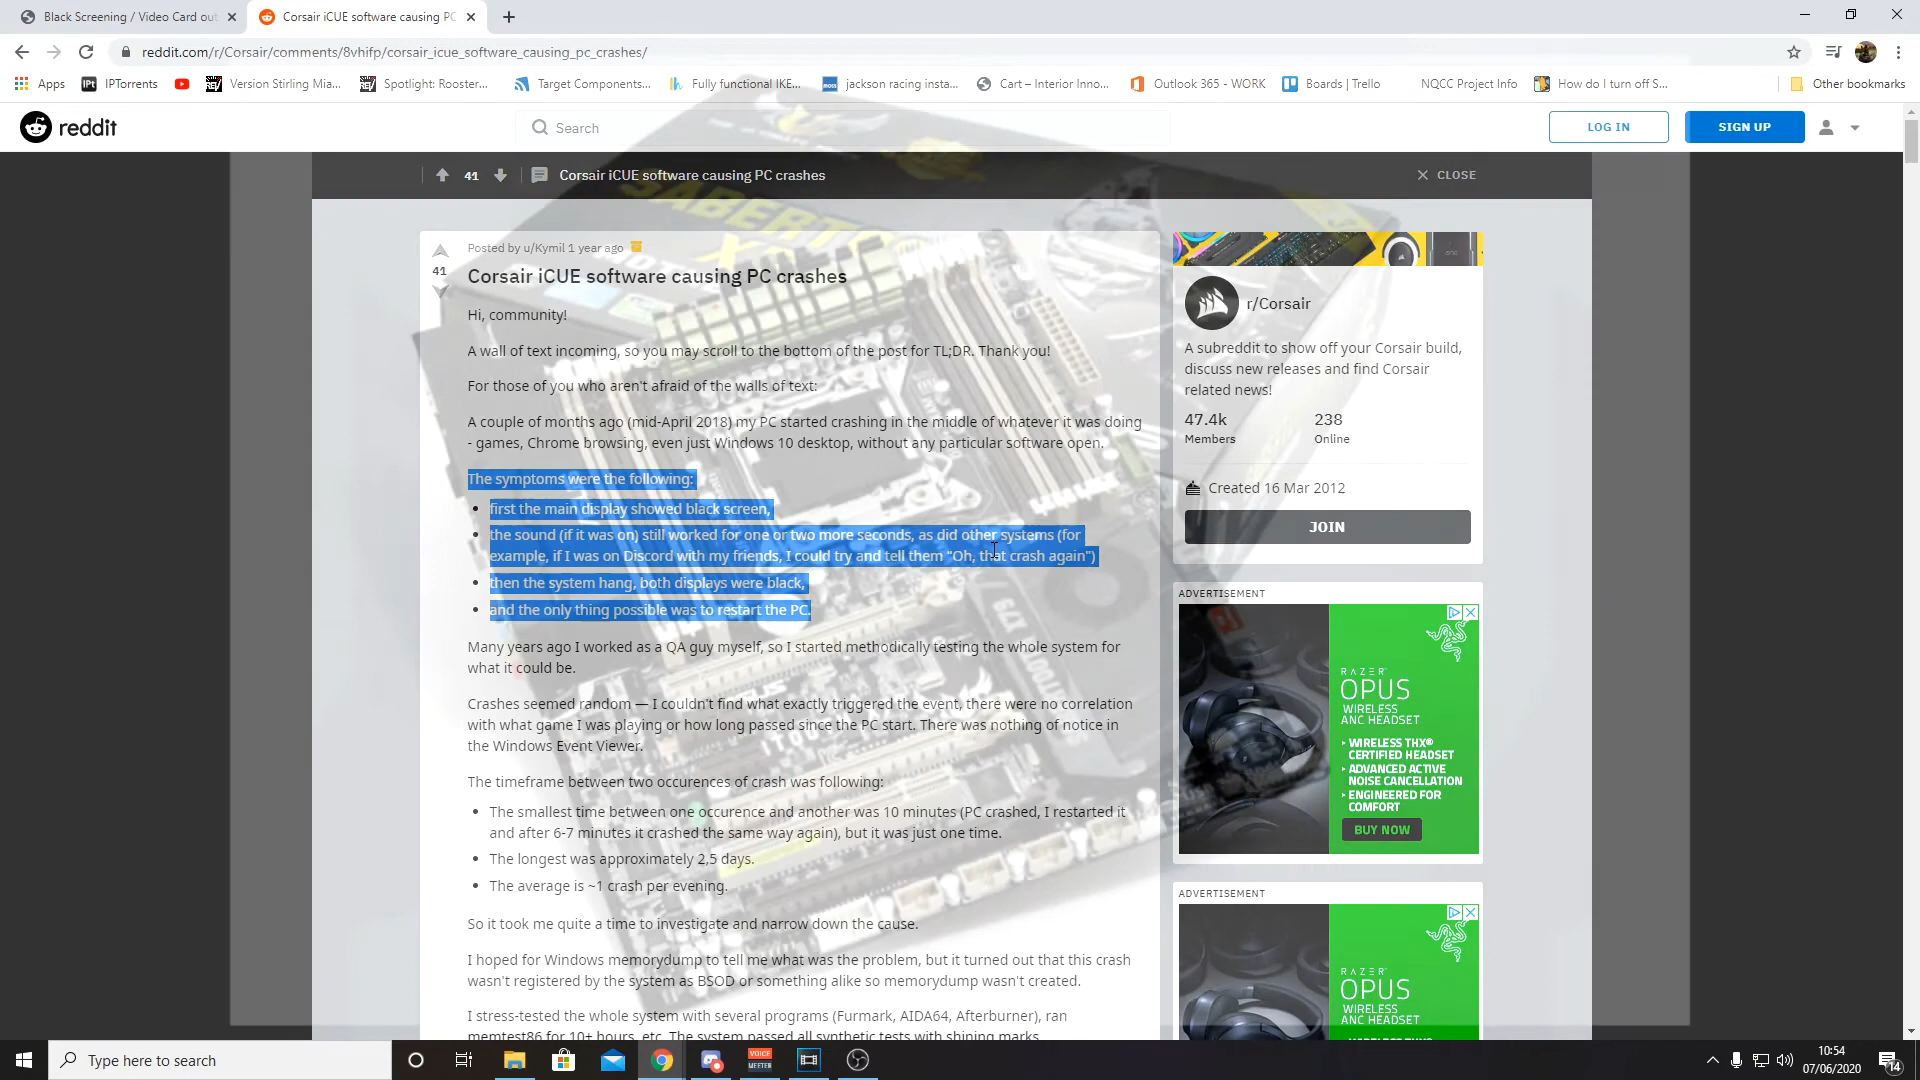 Black Screening / Video Card out
Corsair iCUE software causing PC
reddit.com/r/Corsair/comments/8vhifp/corsair_icue_software_causing_pc_crashes/
Apps
IPTorrents
Version Stirling Mia...
Spotlight: Rooster...
Target Components...
Fully functional IKE...
jackson racing insta...
Cart – Interior Inno...
Outlook 365 - WORK
Boards | Trello
NQCC Project Info
How do I turn off S...
Other bookmarks
reddit
Search
LOG IN
SIGN UP
41
Corsair iCUE software causing PC crashes
CLOSE
Posted by u/Kymil 1 year ago
41
Corsair iCUE software causing PC crashes
Hi, community!
A wall of text incoming, so you may scroll to the bottom of the post for TL;DR. Thank you!
For those of you who aren't afraid of the walls of text:
A couple of months ago (mid-April 2018) my PC started crashing in the middle of whatever it was doing
- games, Chrome browsing, even just Windows 10 desktop, without any particular software open.
The symptoms were the following:
• first the main display showed black screen,
• the sound (if it was on) still worked for one or two more seconds, as did other systems (for
example, if I was on Discord with my friends, I could try and tell them "Oh, that crash again")
• then the system hang, both displays were black,
• and the only thing possible was to restart the PC.
Many years ago I worked as a QA guy myself, so I started methodically testing the whole system for
what it could be.
Crashes seemed random — I couldn't find what exactly triggered the event, there were no correlation
with what game I was playing or how long passed since the PC start. There was nothing of notice in
the Windows Event Viewer.
The timeframe between two occurences of crash was following:
• The smallest time between one occurence and another was 10 minutes (PC crashed, I restarted it
and after 6-7 minutes it crashed the same way again), but it was just one time.
• The longest was approximately 2,5 days.
• The average is ~1 crash per evening.
So it took me quite a time to investigate and narrow down the cause.
I hoped for Windows memorydump to tell me what was the problem, but it turned out that this crash
wasn't registered by the system as BSOD or something alike so memorydump wasn't created.
I stress-tested the whole system with several programs (Furmark, AIDA64, Afterburner), ran
memtest86 for 10+ hours, etc. The system passed all synthetic tests with shining marks.
r/Corsair
A subreddit to show off your Corsair build,
discuss new releases and find Corsair
related news!
47.4k
Members
238
Online
Created 16 Mar 2012
JOIN
ADVERTISEMENT
RAZER
OPUS
WIRELESS
ANC HEADSET
WIRELESS THX®
CERTIFIED HEADSET
ADVANCED ACTIVE
NOISE CANCELLATION
ENGINEERED FOR
COMFORT
BUY NOW
ADVERTISEMENT
RAZER
OPUS
WIRELESS
ANC HEADSET
Type here to search
VOICE
MEETER
10:54
07/06/2020
14